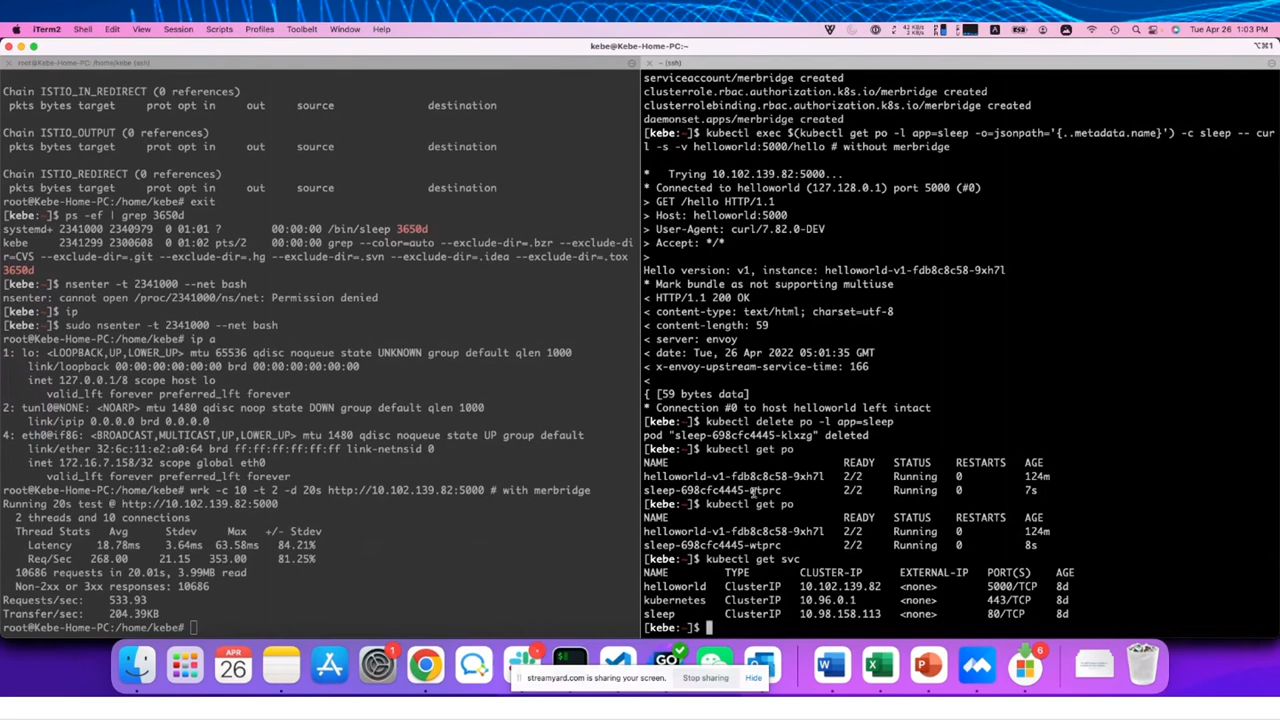 iTerm2 Shell Edit View Session Scripts Profiles Toolbelt Window Help
42 KB
2 KB
A
Tue Apr 26 1:03 PM
kebe@Kebe-Home-PC:~
⌥⌘1
root@Kebe-Home-PC: /home/kebe (ssh)
Chain ISTIO_IN_REDIRECT (0 references)
pkts bytes target prot opt in out source destination
Chain ISTIO_OUTPUT (0 references)
pkts bytes target prot opt in out source destination
Chain ISTIO_REDIRECT (0 references)
pkts bytes target prot opt in out source destination
root@Kebe-Home-PC:/home/kebe# exit
[kebe:~]$ ps -ef | grep 3650d
systemd+ 2341000 2340979 0 01:01 ? 00:00:00 /bin/sleep 3650d
kebe 2341299 2300608 0 01:02 pts/2 00:00:00 grep --color=auto --exclude-dir=.bzr --exclude-di
r=CVS --exclude-dir=.git --exclude-dir=.hg --exclude-dir=.svn --exclude-dir=.idea --exclude-dir=.tox
3650d
[kebe:~]$ nsenter -t 2341000 --net bash
nsenter: cannot open /proc/2341000/ns/net: Permission denied
[kebe:~]$ ip
[kebe:~]$ sudo nsenter -t 2341000 --net bash
root@Kebe-Home-PC:/home/kebe# ip a
1: lo: <LOOPBACK,UP,LOWER_UP> mtu 65536 qdisc noqueue state UNKNOWN group default qlen 1000
link/loopback 00:00:00:00:00:00 brd 00:00:00:00:00:00
inet 127.0.0.1/8 scope host lo
valid_lft forever preferred_lft forever
2: tunl0@NONE: <NOARP> mtu 1480 qdisc noop state DOWN group default qlen 1000
link/ipip 0.0.0.0 brd 0.0.0.0
4: eth0@if86: <BROADCAST,MULTICAST,UP,LOWER_UP> mtu 1480 qdisc noqueue state UP group default
link/ether 32:6c:11:e2:a0:64 brd ff:ff:ff:ff:ff:ff link-netnsid 0
inet 172.16.7.158/32 scope global eth0
valid_lft forever preferred_lft forever
root@Kebe-Home-PC:/home/kebe# wrk -c 10 -t 2 -d 20s http://10.102.139.82:5000 # with merbridge
Running 20s test @ http://10.102.139.82:5000
2 threads and 10 connections
Thread Stats Avg Stdev Max +/- Stdev
Latency 18.78ms 3.64ms 63.58ms 84.21%
Req/Sec 268.00 21.15 353.00 81.25%
10686 requests in 20.01s, 3.99MB read
Non-2xx or 3xx responses: 10686
Requests/sec: 533.93
Transfer/sec: 204.39KB
root@Kebe-Home-PC:/home/kebe#
~ (ssh)
serviceaccount/merbridge created
clusterrole.rbac.authorization.k8s.io/merbridge created
clusterrolebinding.rbac.authorization.k8s.io/merbridge created
daemonset.apps/merbridge created
[kebe:~]$ kubectl exec $(kubectl get po -l app=sleep -o=jsonpath='{..metadata.name}') -c sleep -- cur
l -s -v helloworld:5000/hello # without merbridge
* Trying 10.102.139.82:5000...
* Connected to helloworld (127.128.0.1) port 5000 (#0)
> GET /hello HTTP/1.1
> Host: helloworld:5000
> User-Agent: curl/7.82.0-DEV
> Accept: */*
>
Hello version: v1, instance: helloworld-v1-fdb8c8c58-9xh7l
* Mark bundle as not supporting multiuse
< HTTP/1.1 200 OK
< content-type: text/html; charset=utf-8
< content-length: 59
< server: envoy
< date: Tue, 26 Apr 2022 05:01:35 GMT
< x-envoy-upstream-service-time: 166
<
{ [59 bytes data]
* Connection #0 to host helloworld left intact
[kebe:~]$ kubectl delete po -l app=sleep
pod "sleep-698cfc4445-klxzg" deleted
[kebe:~]$ kubectl get po
NAME READY STATUS RESTARTS AGE
helloworld-v1-fdb8c8c58-9xh7l 2/2 Running 0 124m
sleep-698cfc4445-wtprc 2/2 Running 0 7s
[kebe:~]$ kubectl get po
NAME READY STATUS RESTARTS AGE
helloworld-v1-fdb8c8c58-9xh7l 2/2 Running 0 124m
sleep-698cfc4445-wtprc 2/2 Running 0 8s
[kebe:~]$ kubectl get svc
NAME TYPE CLUSTER-IP EXTERNAL-IP PORT(S) AGE
helloworld ClusterIP 10.102.139.82 <none> 5000/TCP 8d
kubernetes ClusterIP 10.96.0.1 <none> 443/TCP 8d
sleep ClusterIP 10.98.158.113 <none> 80/TCP 8d
[kebe:~]$
APR
26
1
1
GO
6
W
X
P
streamyard.com is sharing your screen. Stop sharing Hide